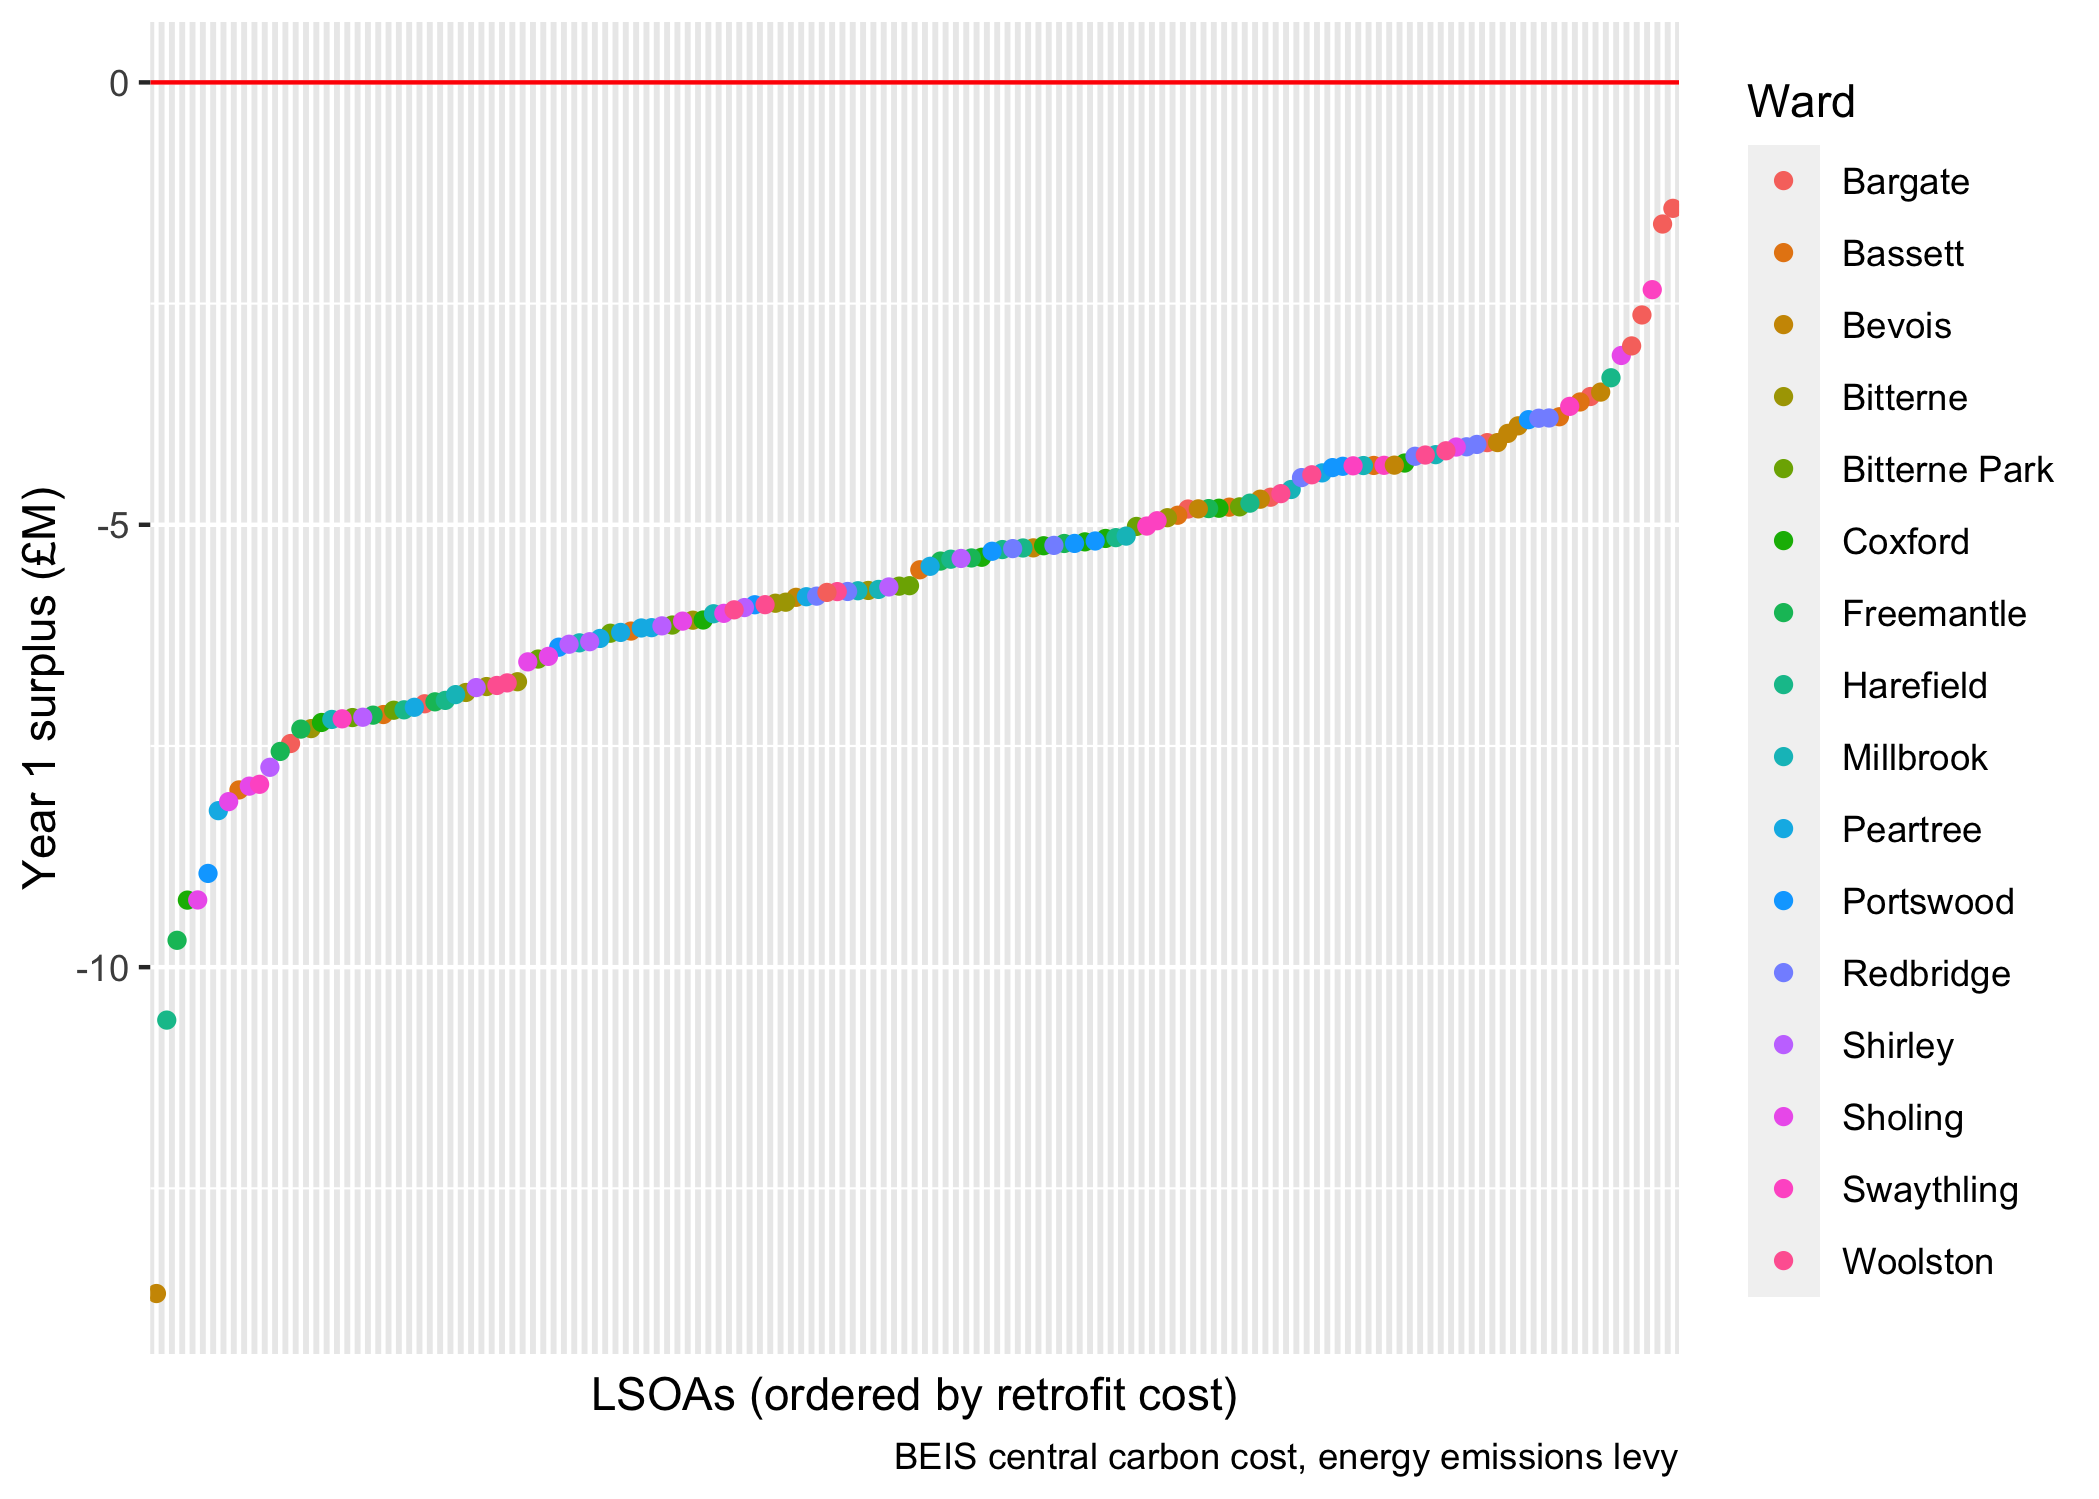 Year 1 surplus (£M)
0
-5
-10
LSOAs (ordered by retrofit cost)
BEIS central carbon cost, energy emissions levy
Ward
Bargate
Bassett
Bevois
Bitterne
Bitterne Park
Coxford
Freemantle
Harefield
Millbrook
Peartree
Portswood
Redbridge
Shirley
Sholing
Swaythling
Woolston